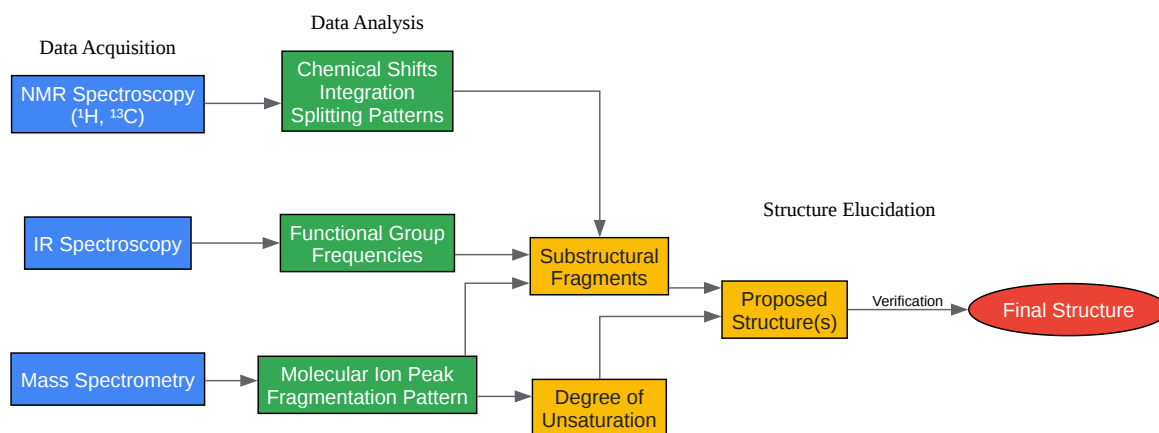 Data Acquisition
Data Analysis
NMR Spectroscopy
(¹H, ¹³C)
Chemical Shifts
Integration
Splitting Patterns
IR Spectroscopy
Functional Group
Frequencies
Mass Spectrometry
Molecular Ion Peak
Fragmentation Pattern
Substructural
Fragments
Degree of
Unsaturation
Structure Elucidation
Proposed
Structure(s)
Verification
Final Structure